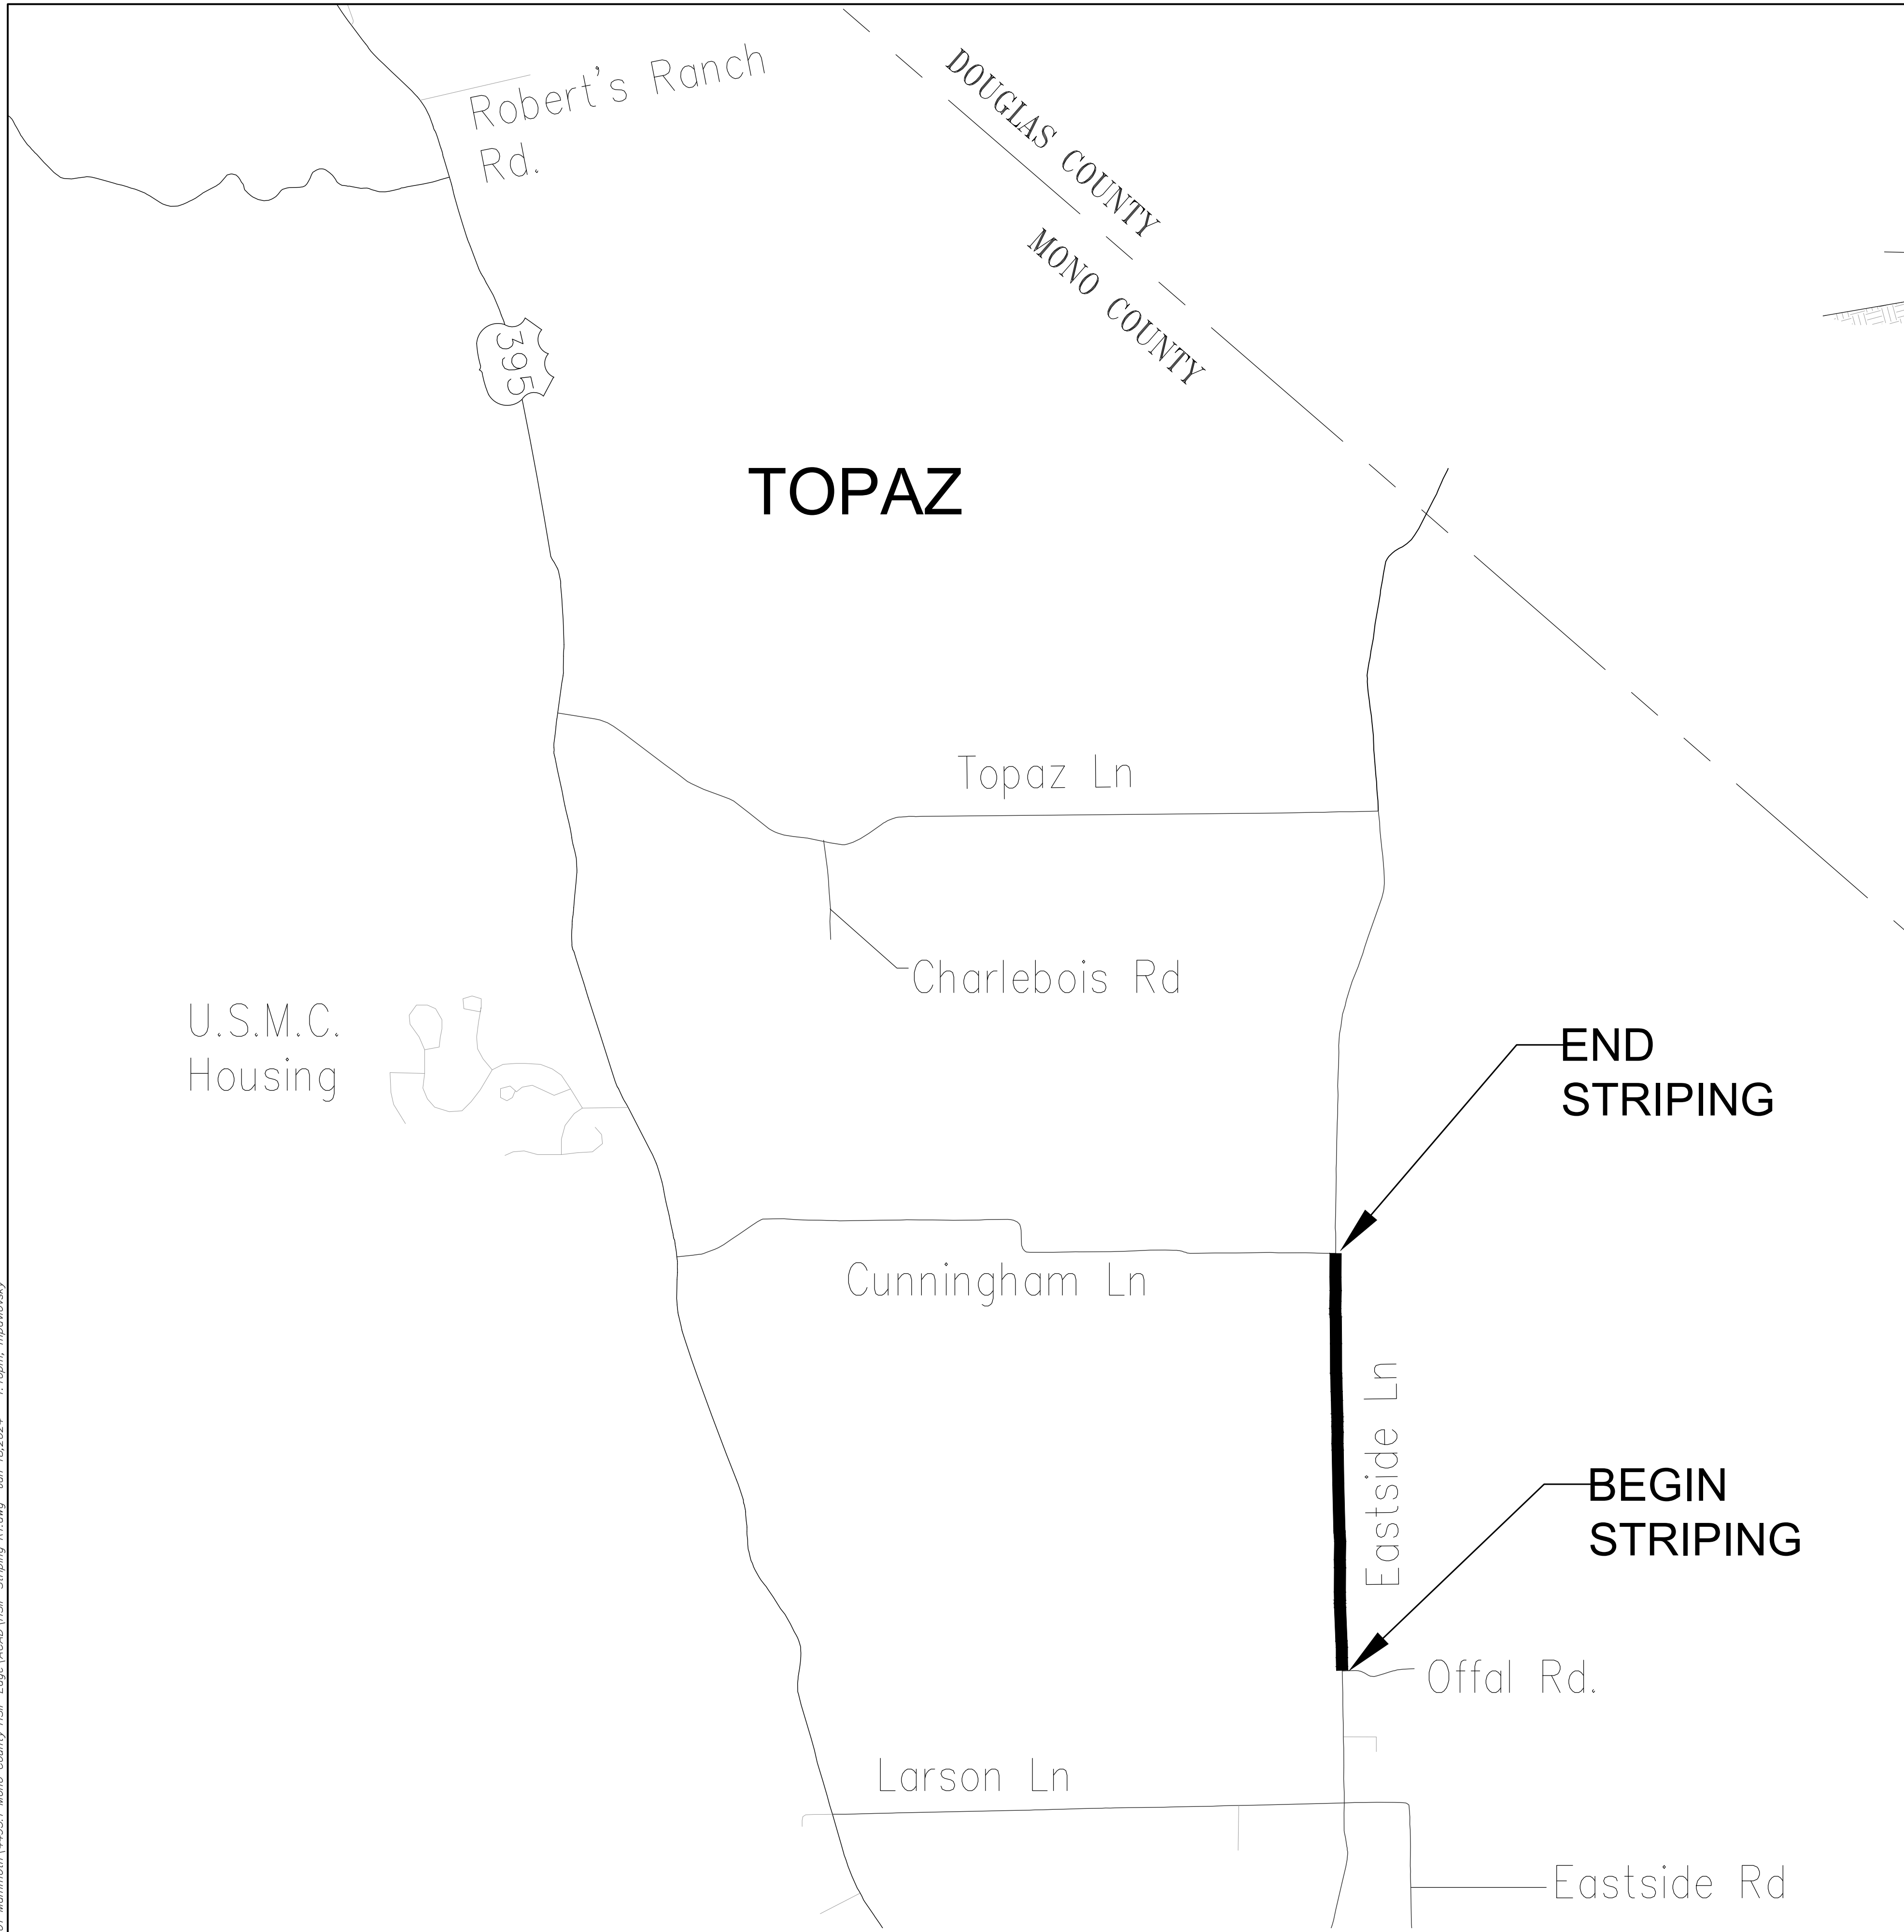 Robert's Ranch
Rd.
DOUGLAS COUNTY
MONO COUNTY
395
TOPAZ
Topaz Ln
Charlebois Rd
U.S.M.C.
Housing
END
STRIPING
Cunningham Ln
Eastside Ln
BEGIN
STRIPING
Offal Rd.
Larson Ln
Eastside Rd